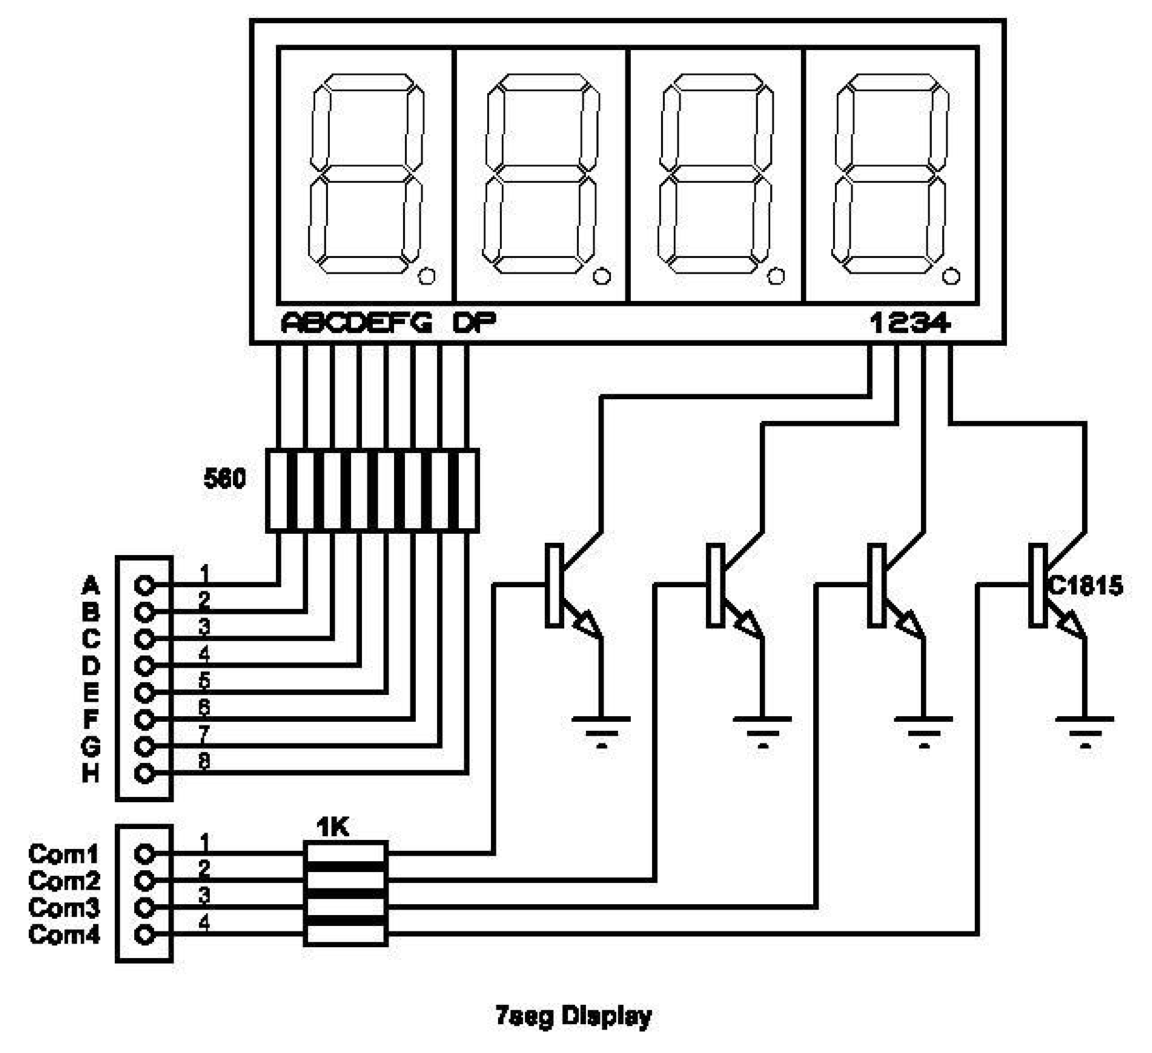 ABCDEFG DP
1234
560
A 1
B 2
C 3
D 4
E 5
F 6
G 7
H 8
C1815
1K
Com1 1
Com2 2
Com3 3
Com4 4
7seg Display